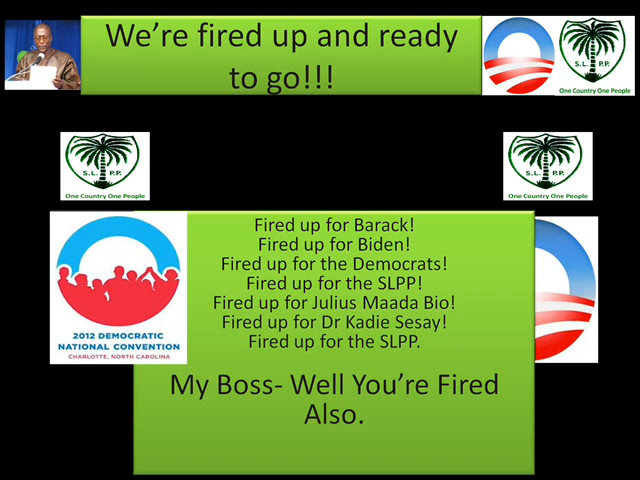 We're fired up and ready
to go!!!
S.L. P.P.
One Country One People
S.L. P.P.
One Country One People
S.L. P.P.
One Country One People
Fired up for Barack!
Fired up for Biden!
Fired up for the Democrats!
Fired up for the SLPP!
Fired up for Julius Maada Bio!
Fired up for Dr Kadie Sesay!
Fired up for the SLPP.
2012 DEMOCRATIC
NATIONAL CONVENTION
CHARLOTTE, NORTH CAROLINA
My Boss- Well You're Fired
Also.